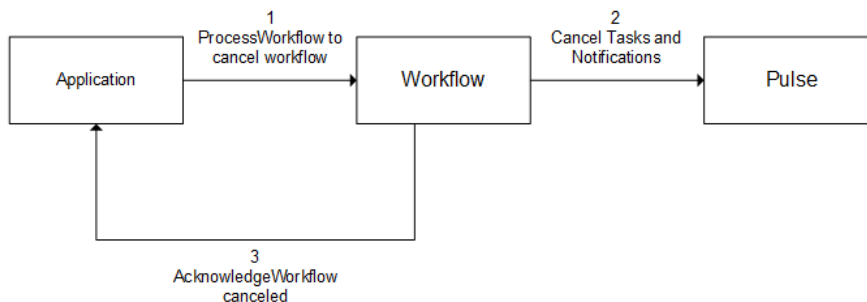 1
ProcessWorkflow to
cancel workflow
2
Cancel Tasks and
Notifications
Application
Workflow
Pulse
3
AcknowledgeWorkflow
canceled